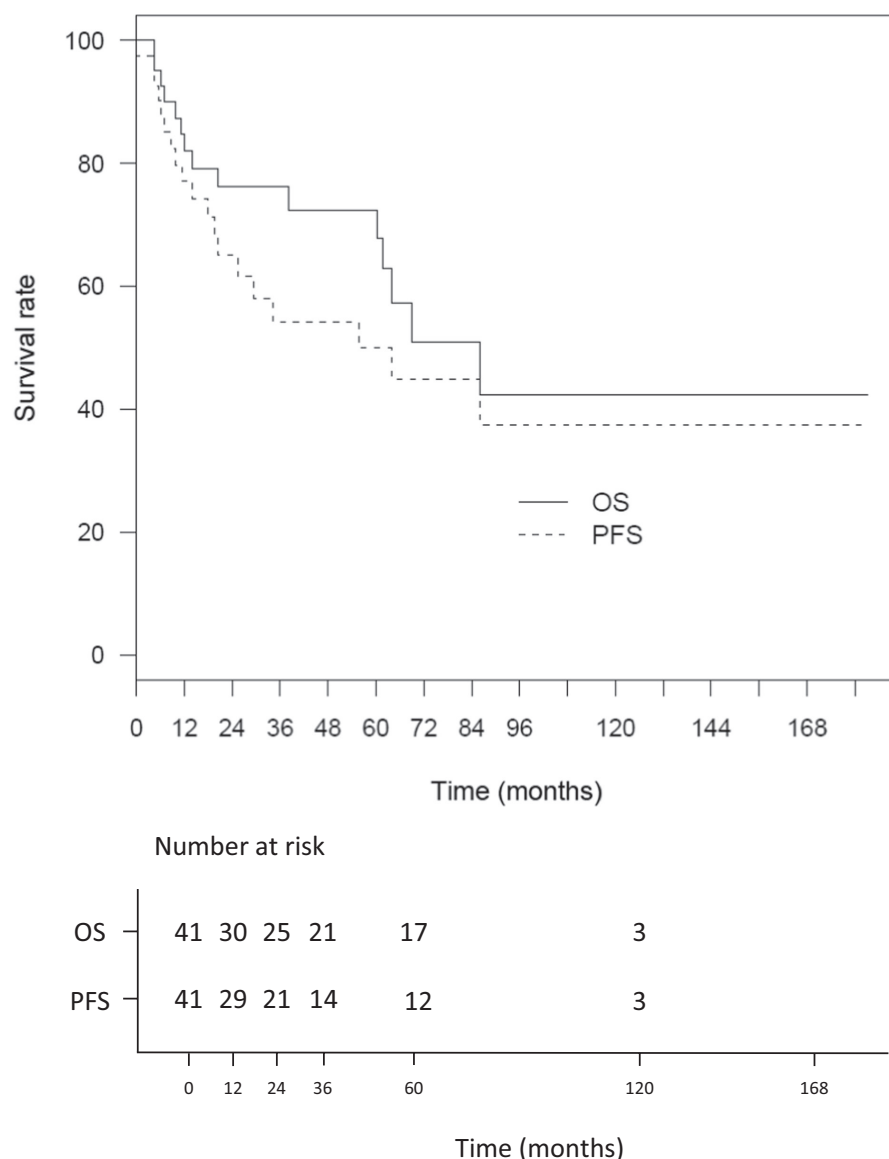 100
80
60
40
20
0
Survival rate
OS
PFS
0 12 24 36 48 60 72 84 96 120 144 168
Time (months)
Number at risk
OS 41 30 25 21 17 3
PFS 41 29 21 14 12 3
0 12 24 36 60 120 168
Time (months)